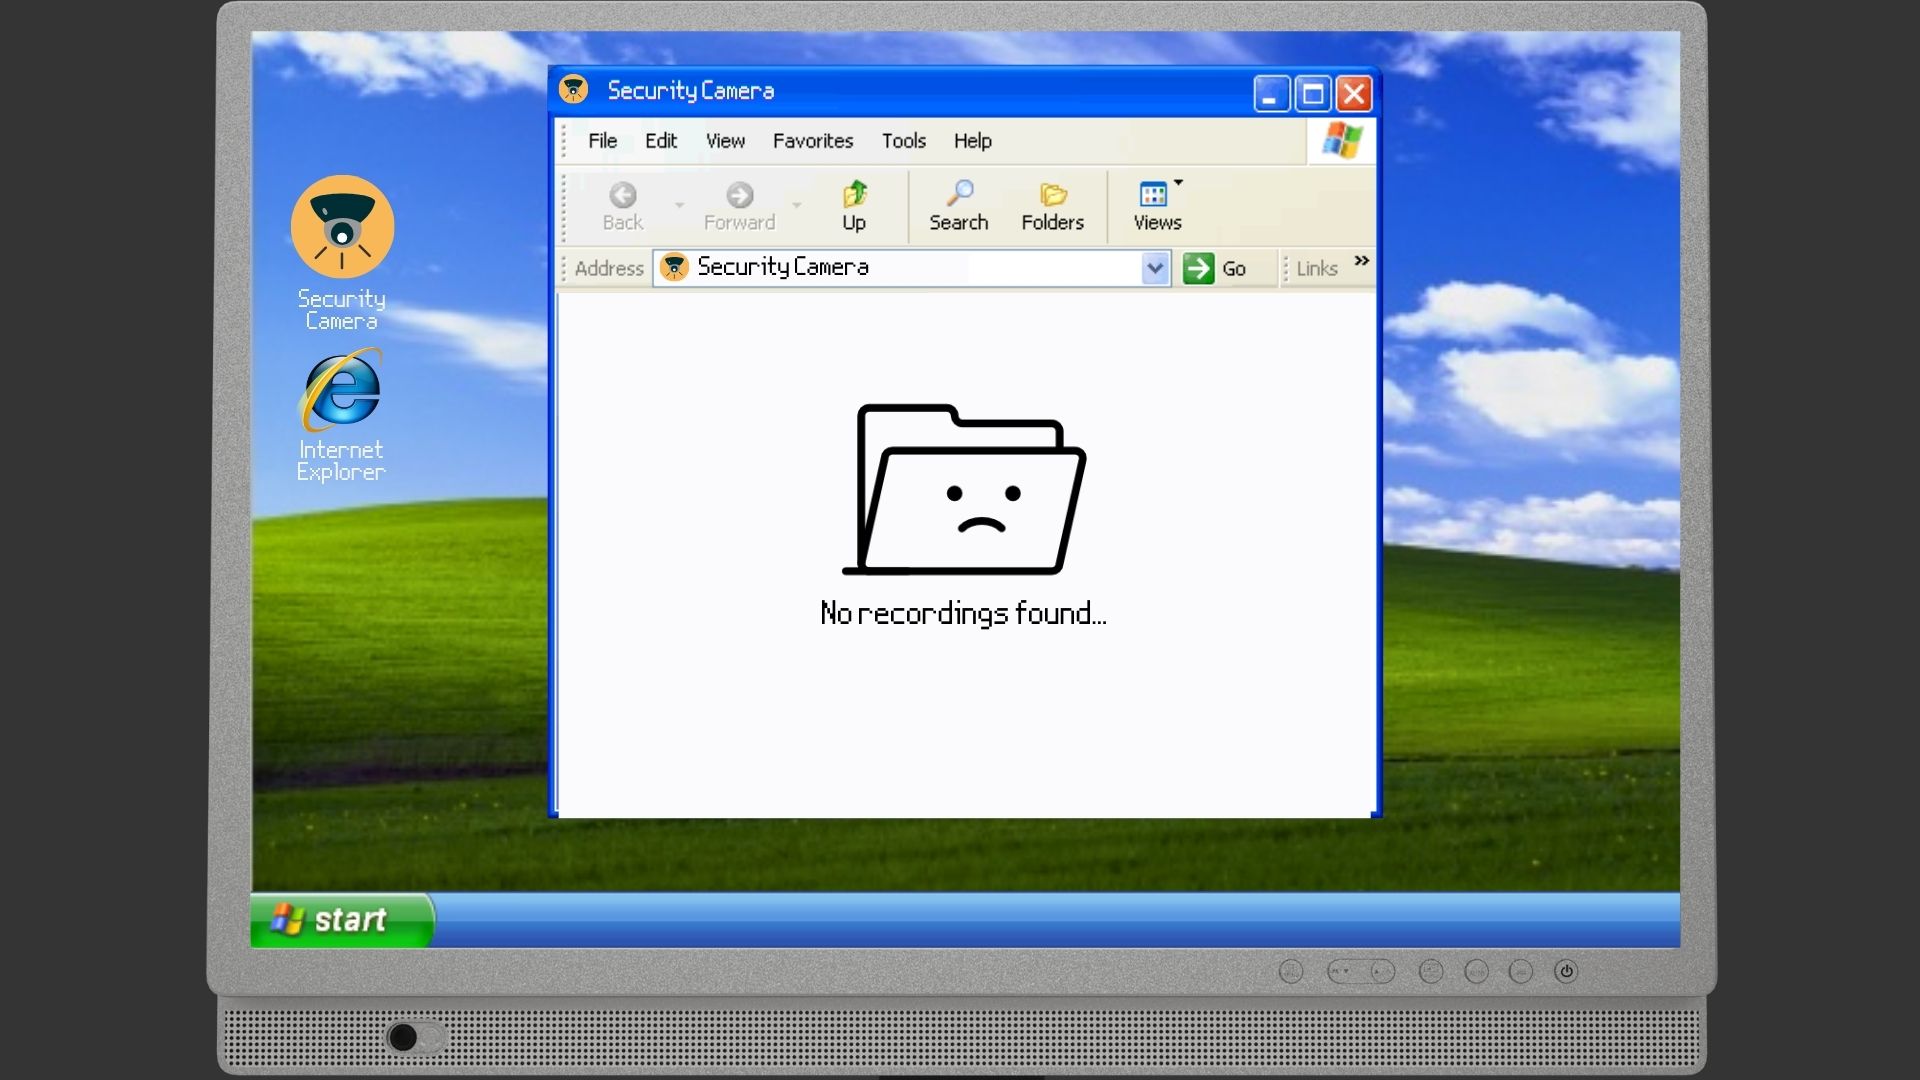 Security Camera
File Edit View Favorites Tools Help
Back Forward Up Search Folders Views
Address Security Camera Go Links »
Security
Camera
Internet
Explorer
No recordings found...
start